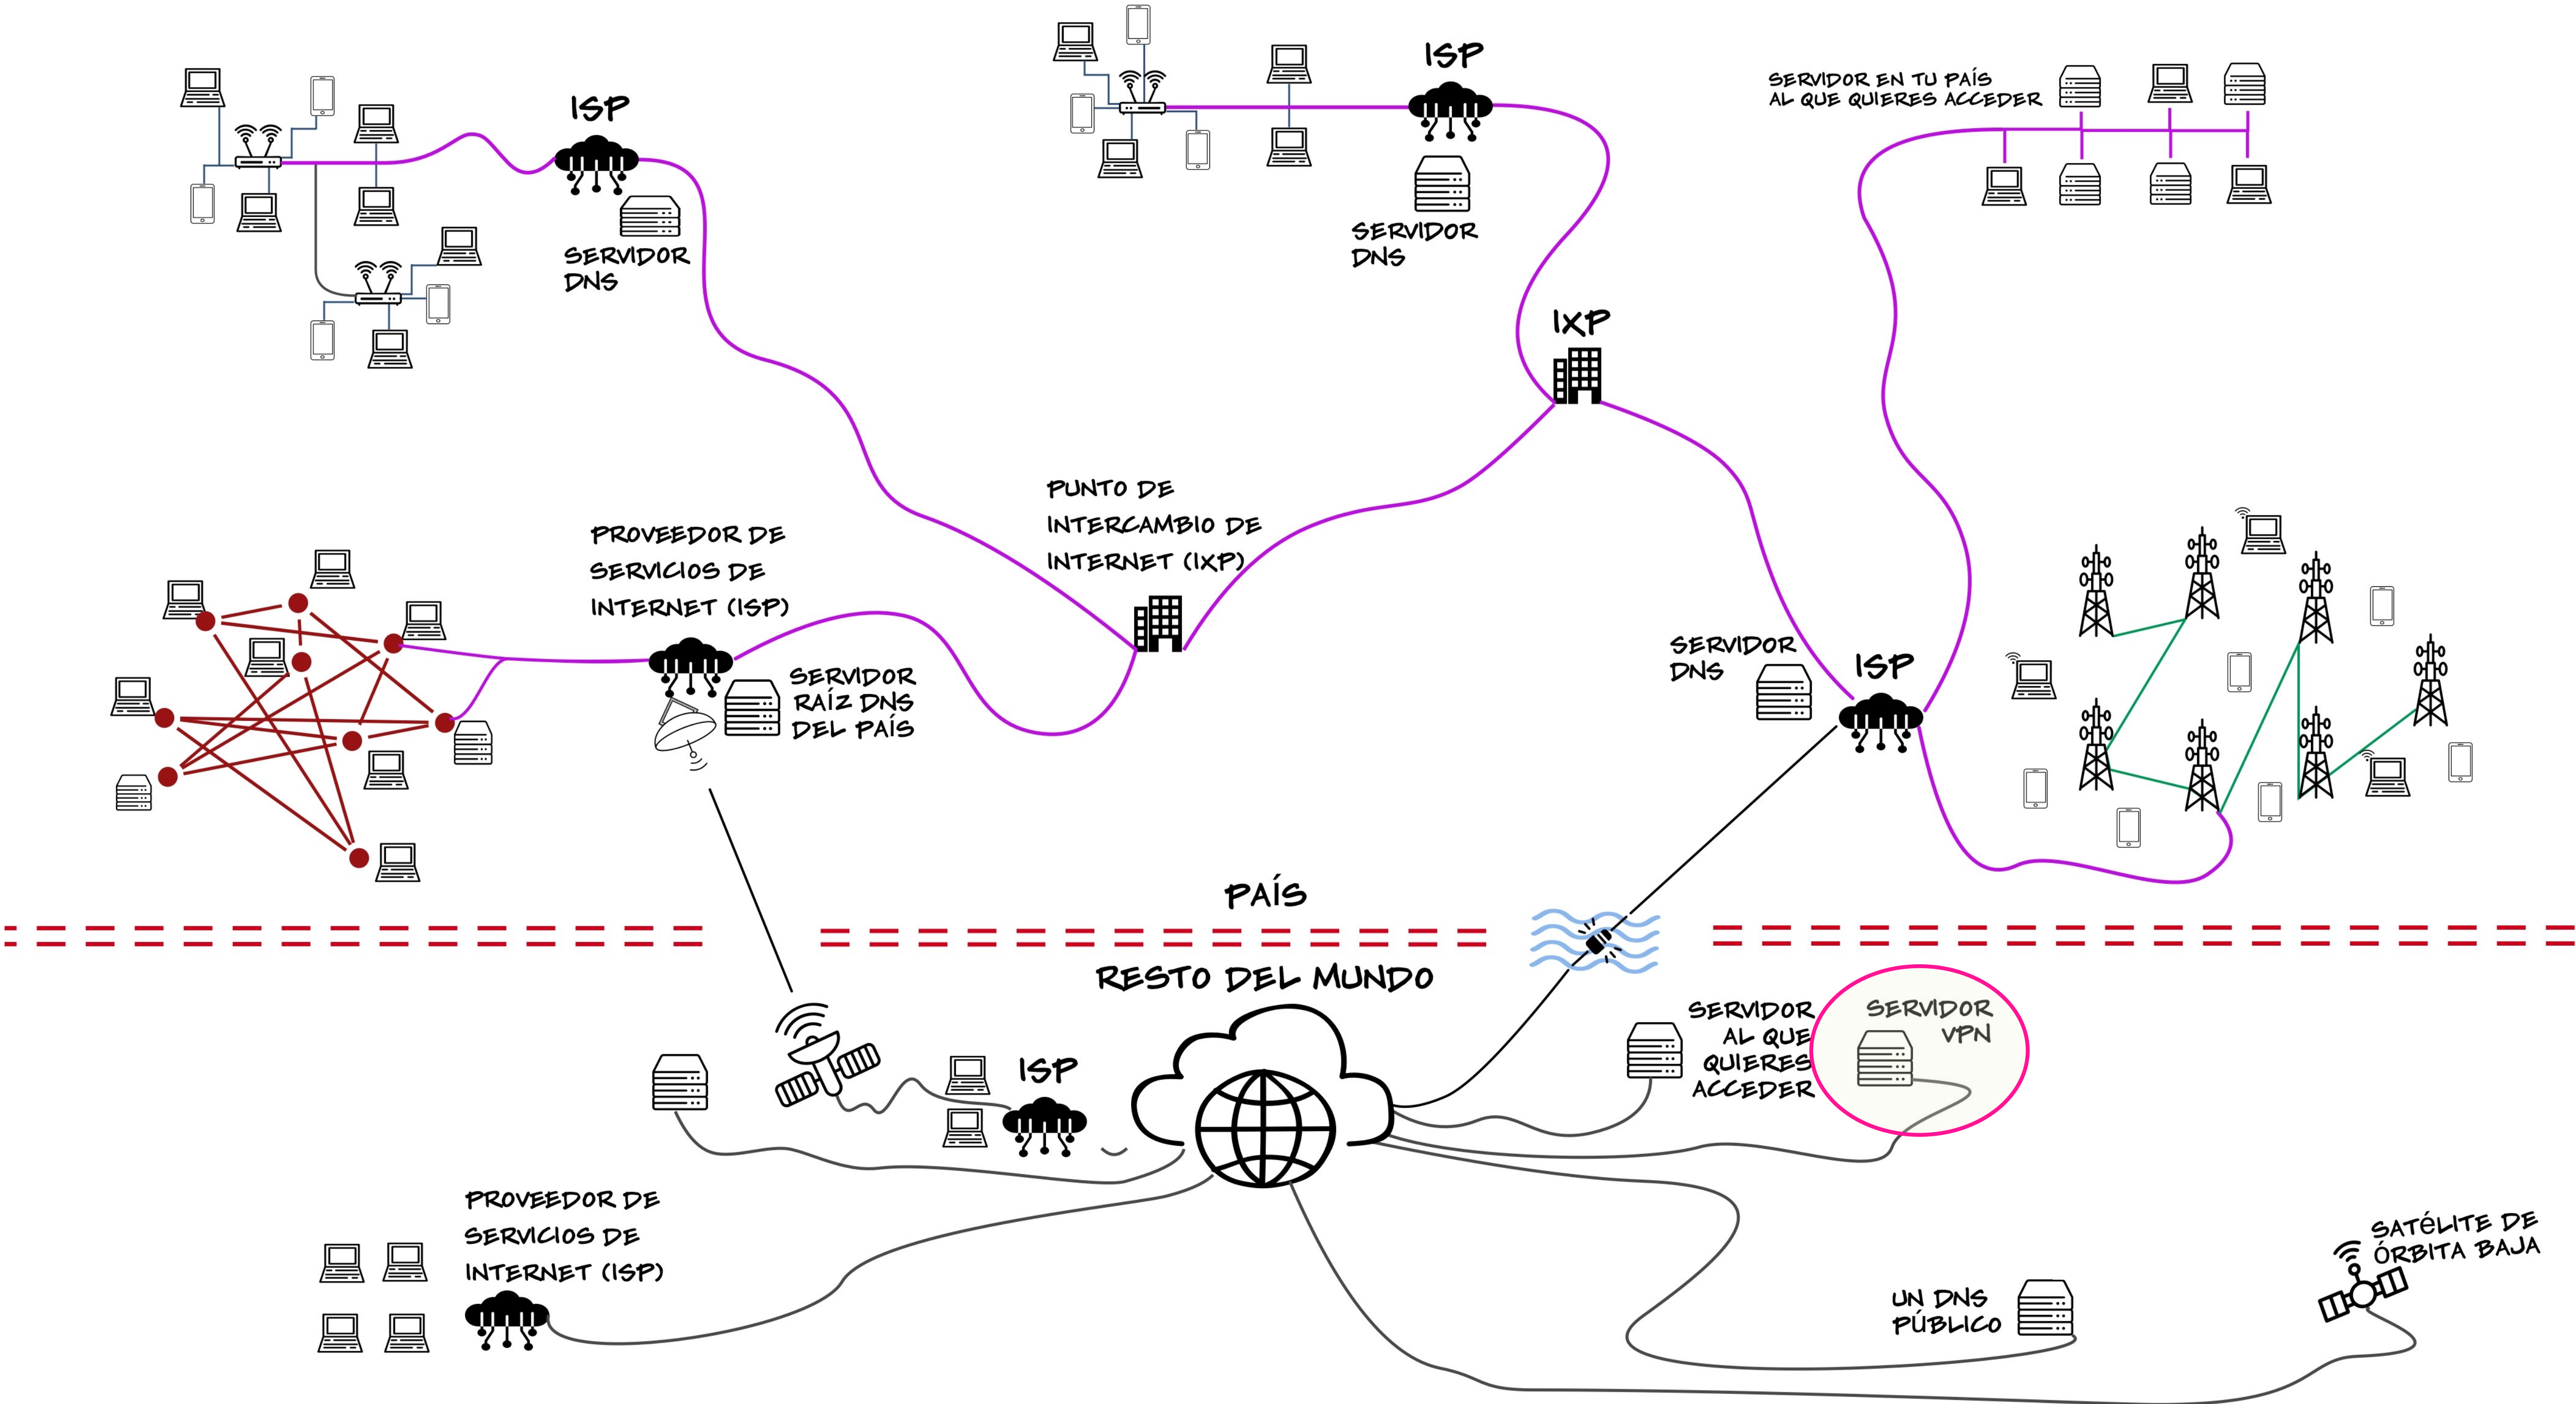 ISP
SERVIDOR
DNS
ISP
SERVIDOR
DNS
SERVIDOR EN TU PAÍS
AL QUE QUIERES ACCEDER
IXP
PUNTO DE
INTERCAMBIO DE
INTERNET (IXP)
PROVEEDOR DE
SERVICIOS DE
INTERNET (ISP)
SERVIDOR
RAÍZ DNS
DEL PAÍS
SERVIDOR
DNS
ISP
PAÍS
RESTO DEL MUNDO
ISP
SERVIDOR
AL QUE
QUIERES
ACCEDER
SERVIDOR
VPN
PROVEEDOR DE
SERVICIOS DE
INTERNET (ISP)
UN DNS
PÚBLICO
SATÉLITE DE
ÓRBITA BAJA